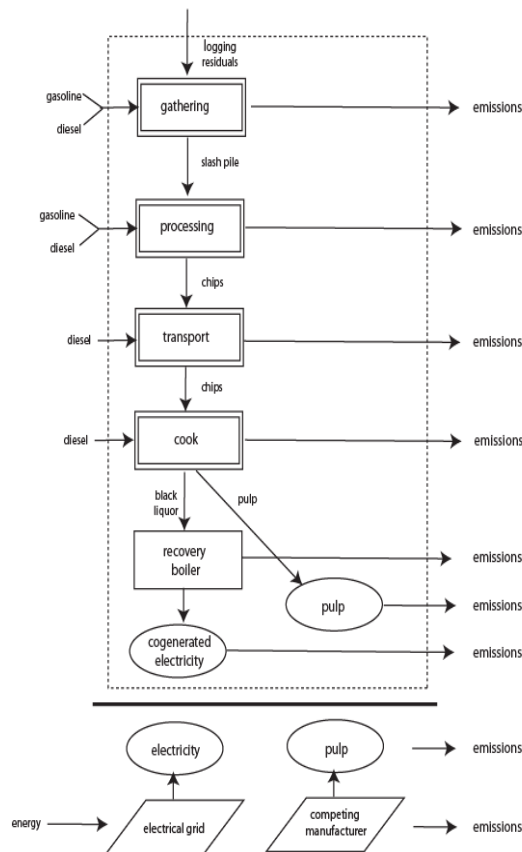 logging
residuals
gasoline
diesel
gathering
emissions
slash pile
gasoline
diesel
processing
emissions
chips
diesel
transport
emissions
chips
diesel
cook
emissions
black
liquor
pulp
recovery
boiler
emissions
pulp
emissions
cogenerated
electricity
emissions
electricity
pulp
emissions
energy
electrical grid
competing
manufacturer
emissions